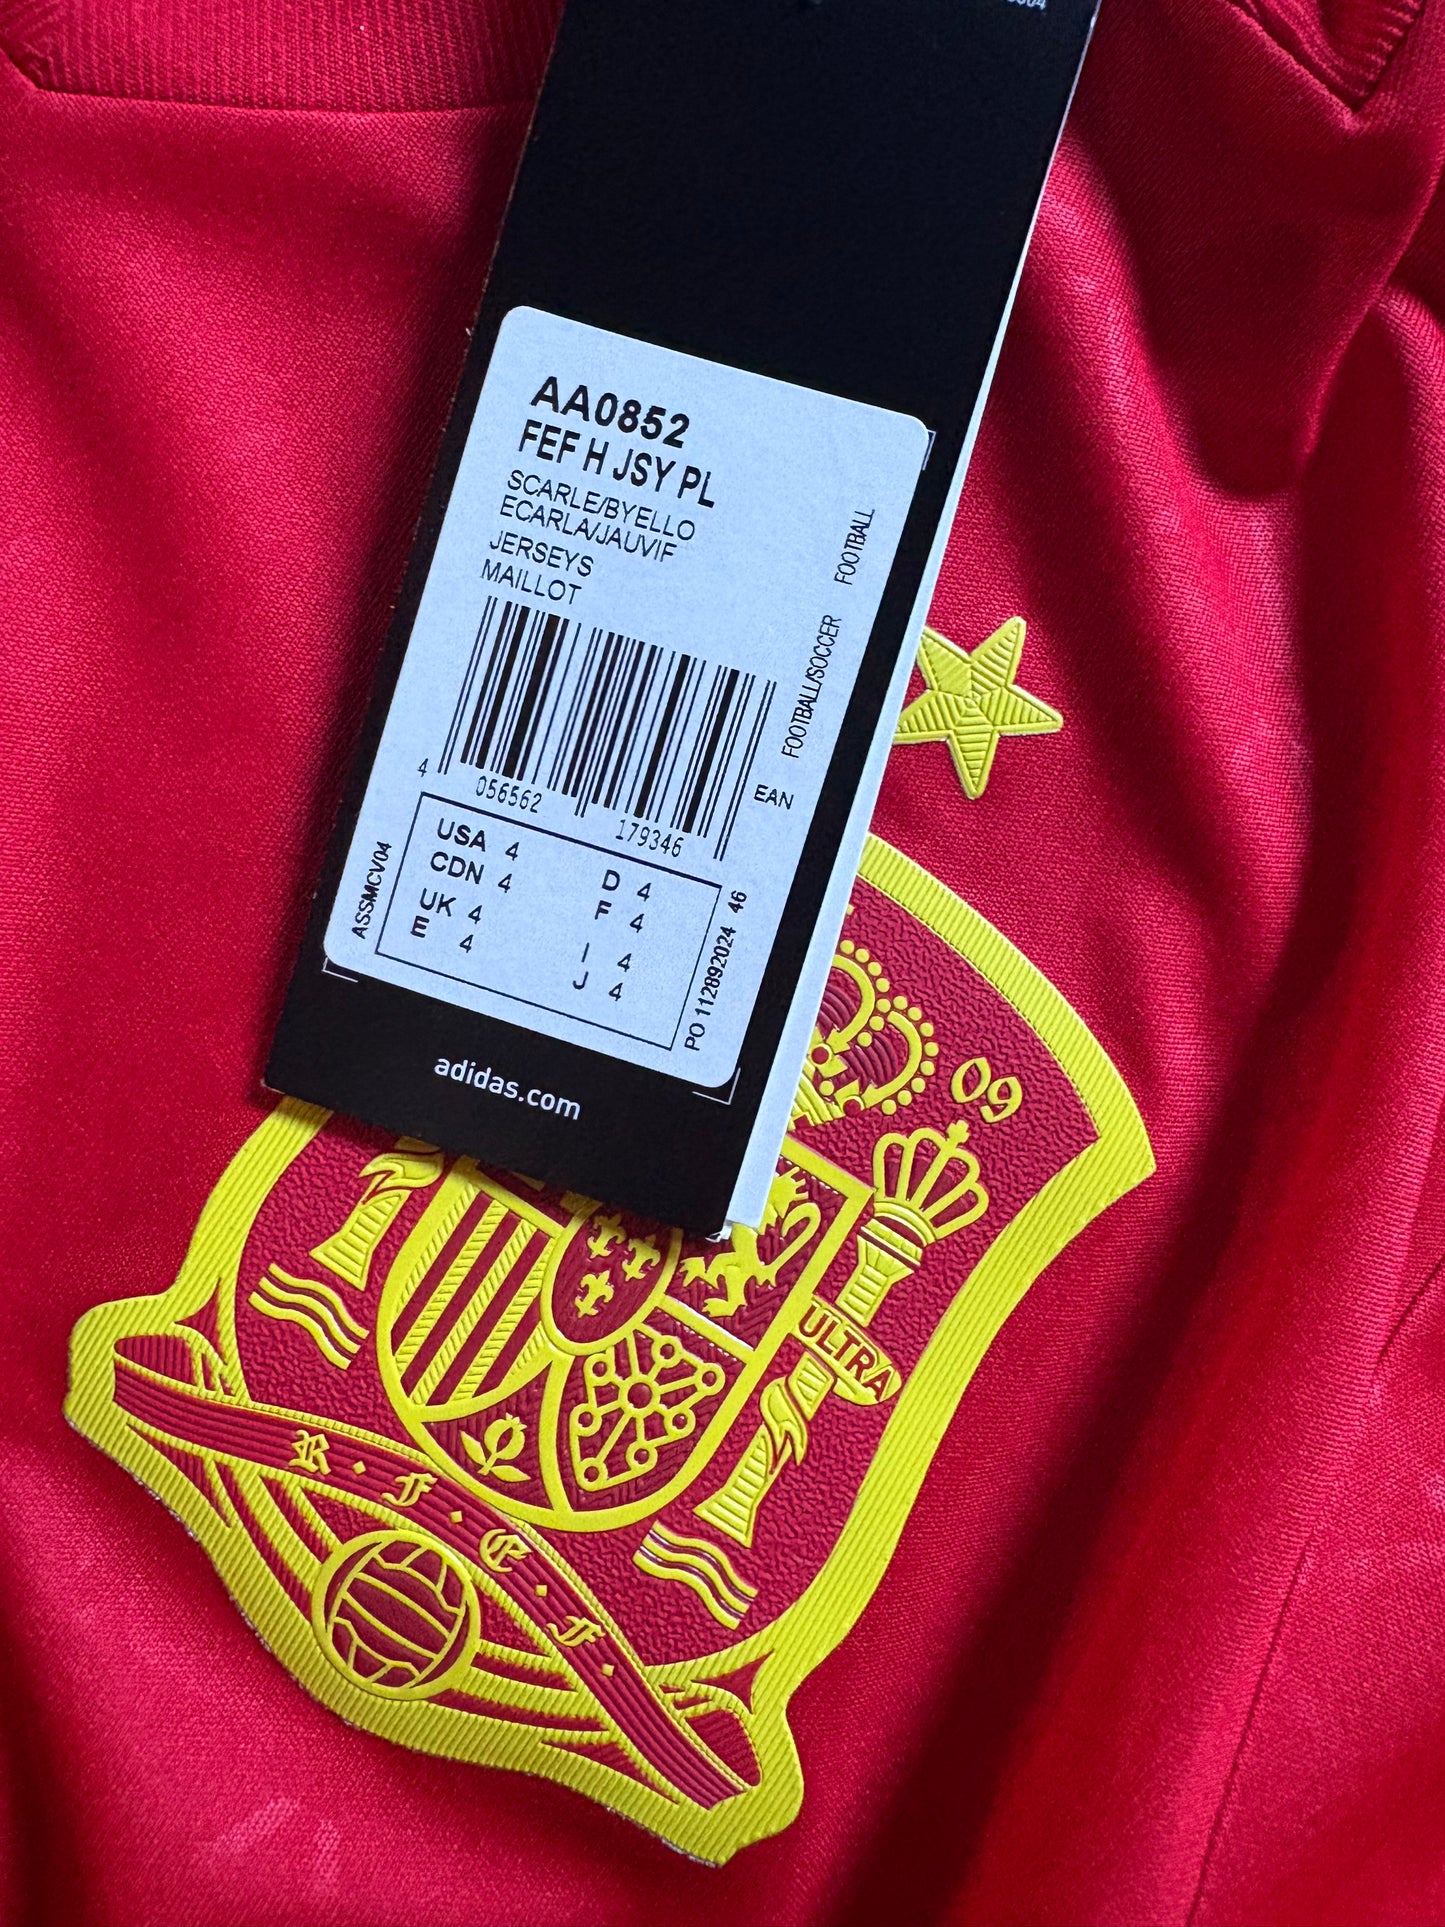 AA0852
FEF H JSY PL
SCARLE/BYELLO
ECARLA/JAUVIF
JERSEYS
MAILLOT
FOOTBALL/SOCCER FOOTBALL
4 056562 179346
EAN
ASSMCV04
USA 4
CDN 4
UK 4
E 4
D 4
F 4
I 4
J 4
PO 112892024 46
adidas.com
09
ULTRA
R·F·E·F·